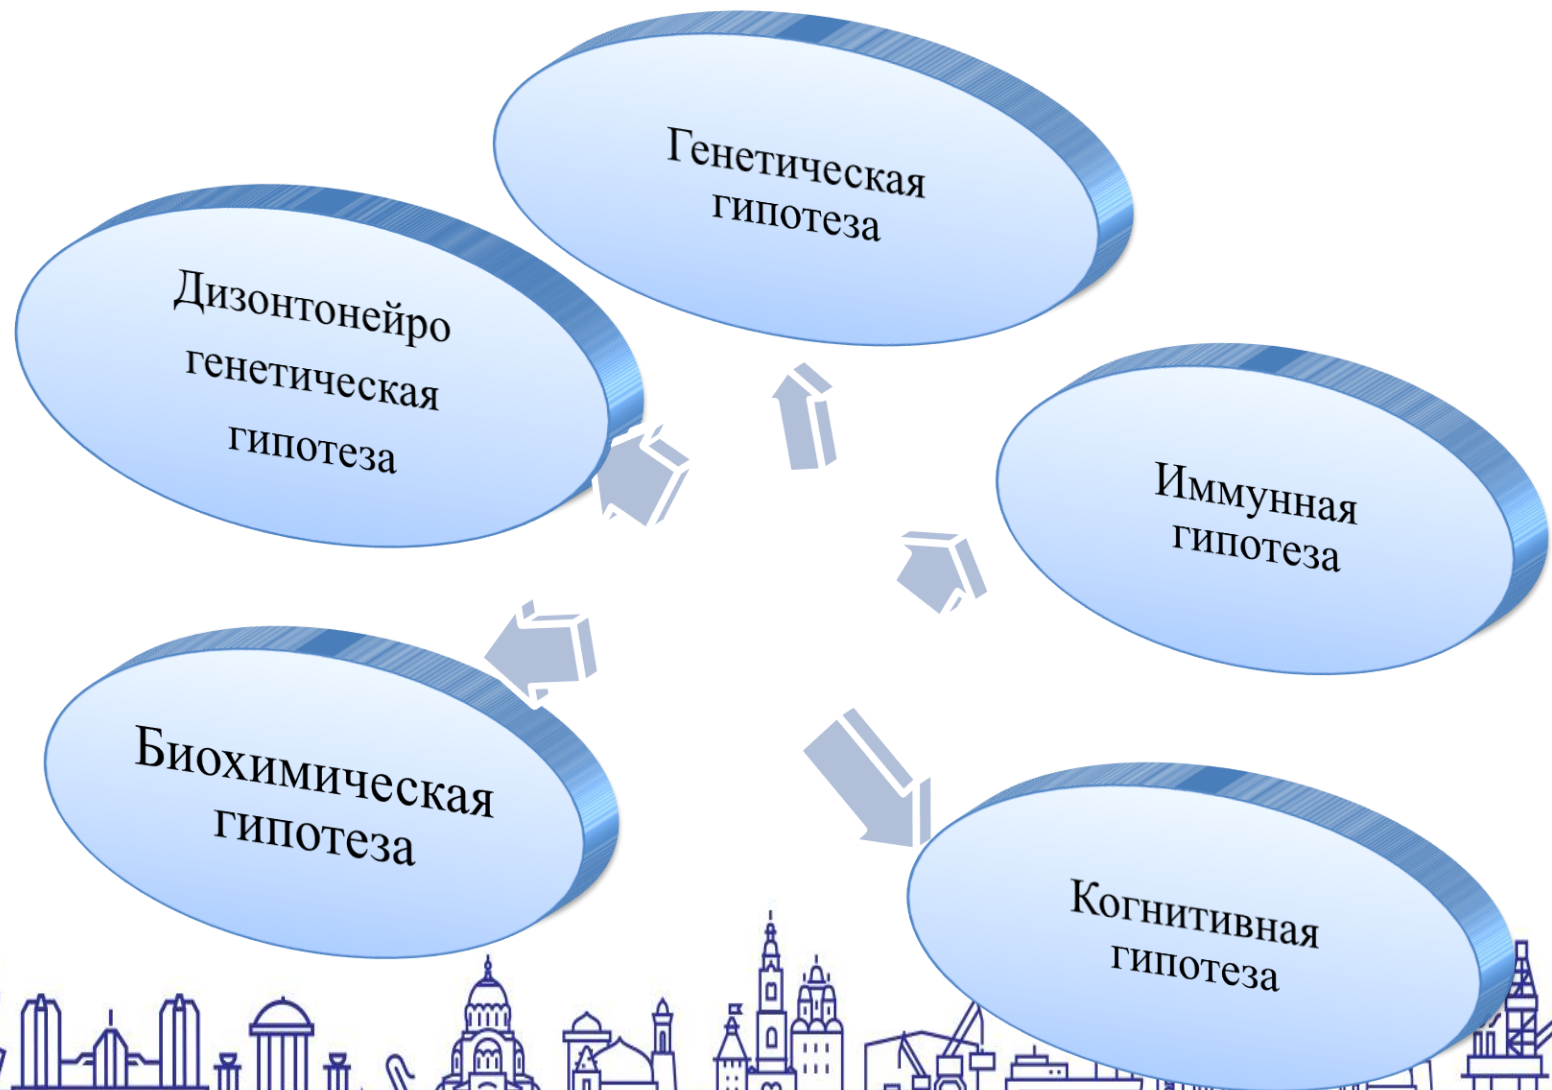 Генетическая
гипотеза
Дизонтонейро
генетическая
гипотеза
Иммунная
гипотеза
Биохимическая
гипотеза
Когнитивная
гипотеза